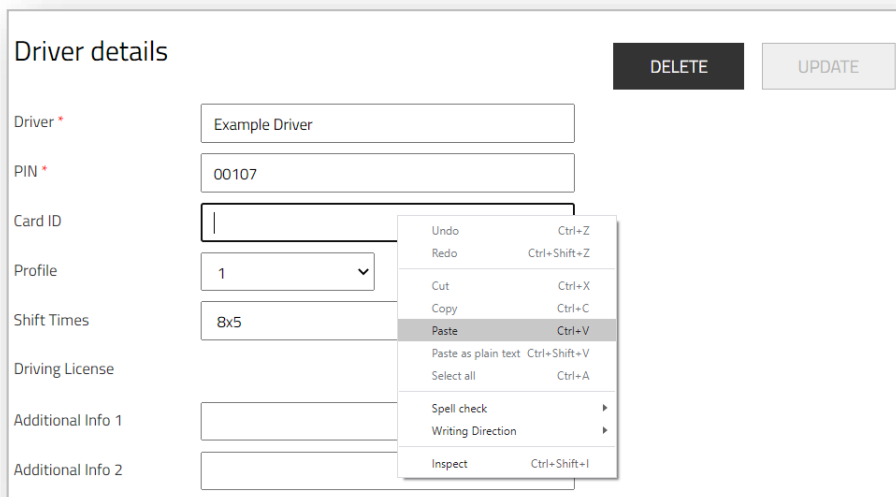 Driver details
DELETE
UPDATE
Driver *
Example Driver
PIN *
00107
Card ID
Profile
1
Shift Times
8x5
Driving License
Additional Info 1
Additional Info 2
Undo Ctrl+Z
Redo Ctrl+Shift+Z
Cut Ctrl+X
Copy Ctrl+C
Paste Ctrl+V
Paste as plain text Ctrl+Shift+V
Select all Ctrl+A
Spell check
Writing Direction
Inspect Ctrl+Shift+I